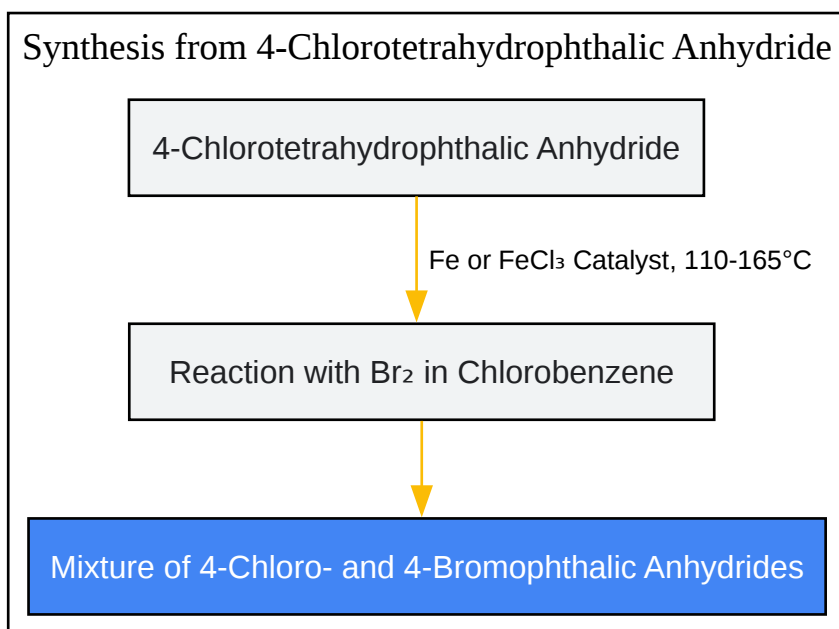 Synthesis from 4-Chlorotetrahydrophthalic Anhydride
4-Chlorotetrahydrophthalic Anhydride
Fe or FeCl₃ Catalyst, 110-165°C
Reaction with Br₂ in Chlorobenzene
Mixture of 4-Chloro- and 4-Bromophthalic Anhydrides